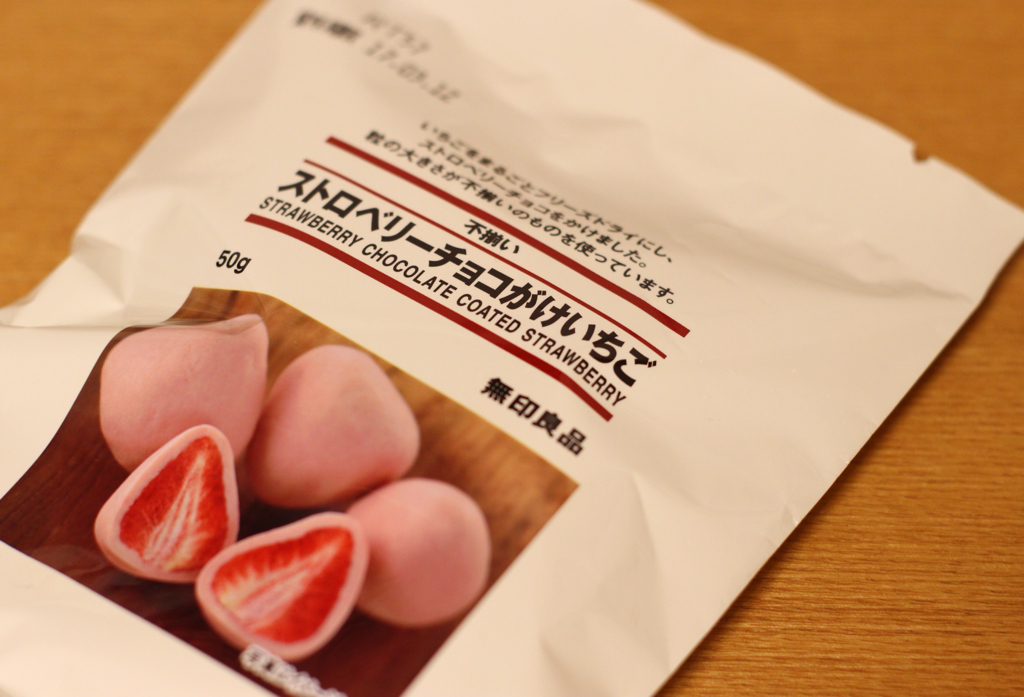 17.05.12
いちごをまるごとフリーズドライにし、
ストロベリーチョコをかけました。
粒の大きさが不揃いのものを使っています。
不揃い
ストロベリーチョコがけいちご
STRAWBERRY CHOCOLATE COATED STRAWBERRY
50g
無印良品